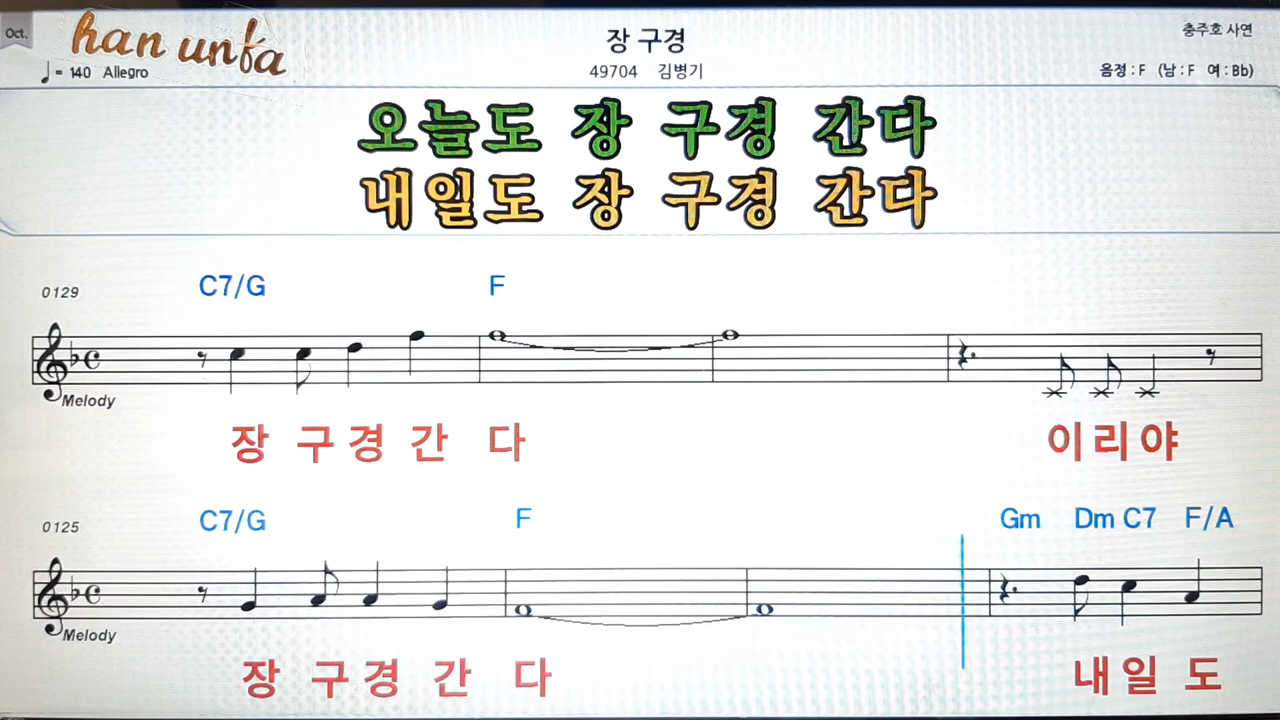 Oct.
han unfa
장 구경
충주호 사연
♩ = 140 Allegro
49704 김병기
음정 : F (남 : F 여 : Bb)
오늘도 장 구경 간다
내일도 장 구경 간다
0129
C7/G F
Melody
장 구경 간 다 이리야
0125
C7/G F Gm Dm C7 F/A
Melody
장 구경 간 다 내일 도